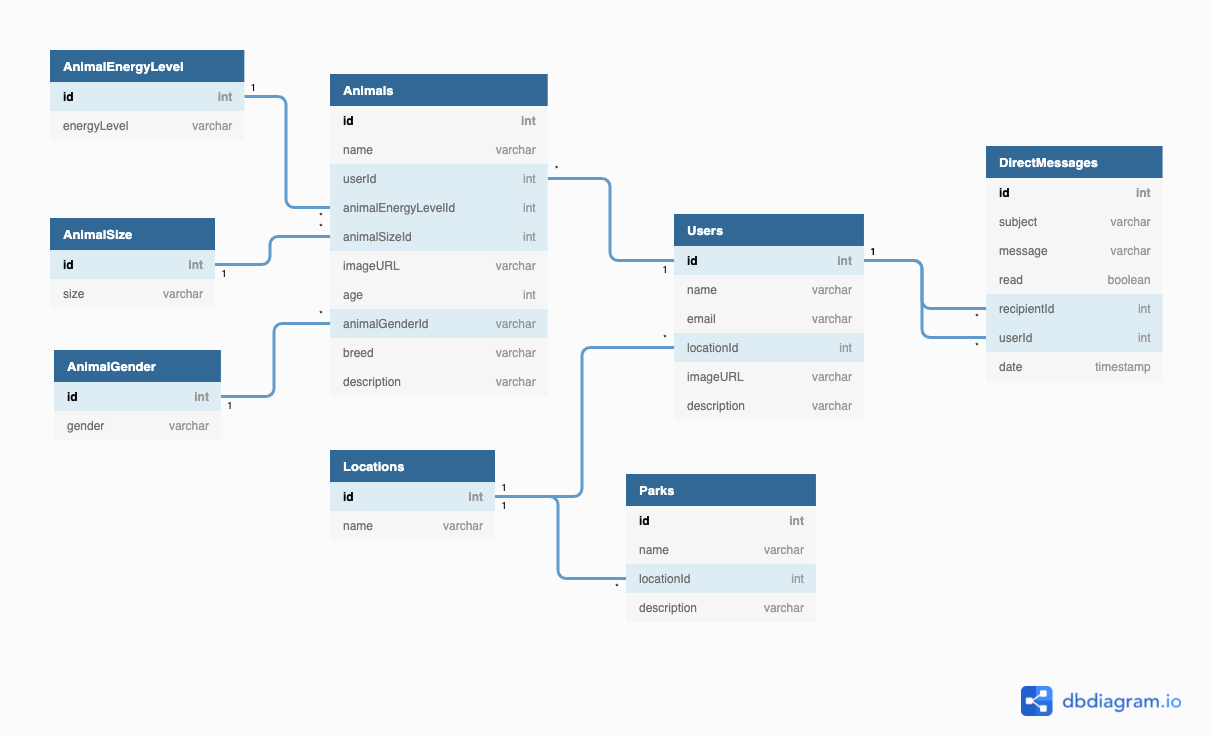 AnimalEnergyLevel
id int
energyLevel varchar
1
*
AnimalSize
id int
size varchar
1
*
AnimalGender
id int
gender varchar
1
*
Animals
id int
name varchar
userId int
animalEnergyLevelId int
animalSizeId int
imageURL varchar
age int
animalGenderId varchar
breed varchar
description varchar
*
1
Users
id int
name varchar
email varchar
locationId int
imageURL varchar
description varchar
1
*
DirectMessages
id int
subject varchar
message varchar
read boolean
recipientId int
userId int
date timestamp
*
*
Locations
id int
name varchar
1
1
Parks
id int
name varchar
locationId int
description varchar
*
dbdiagram.io